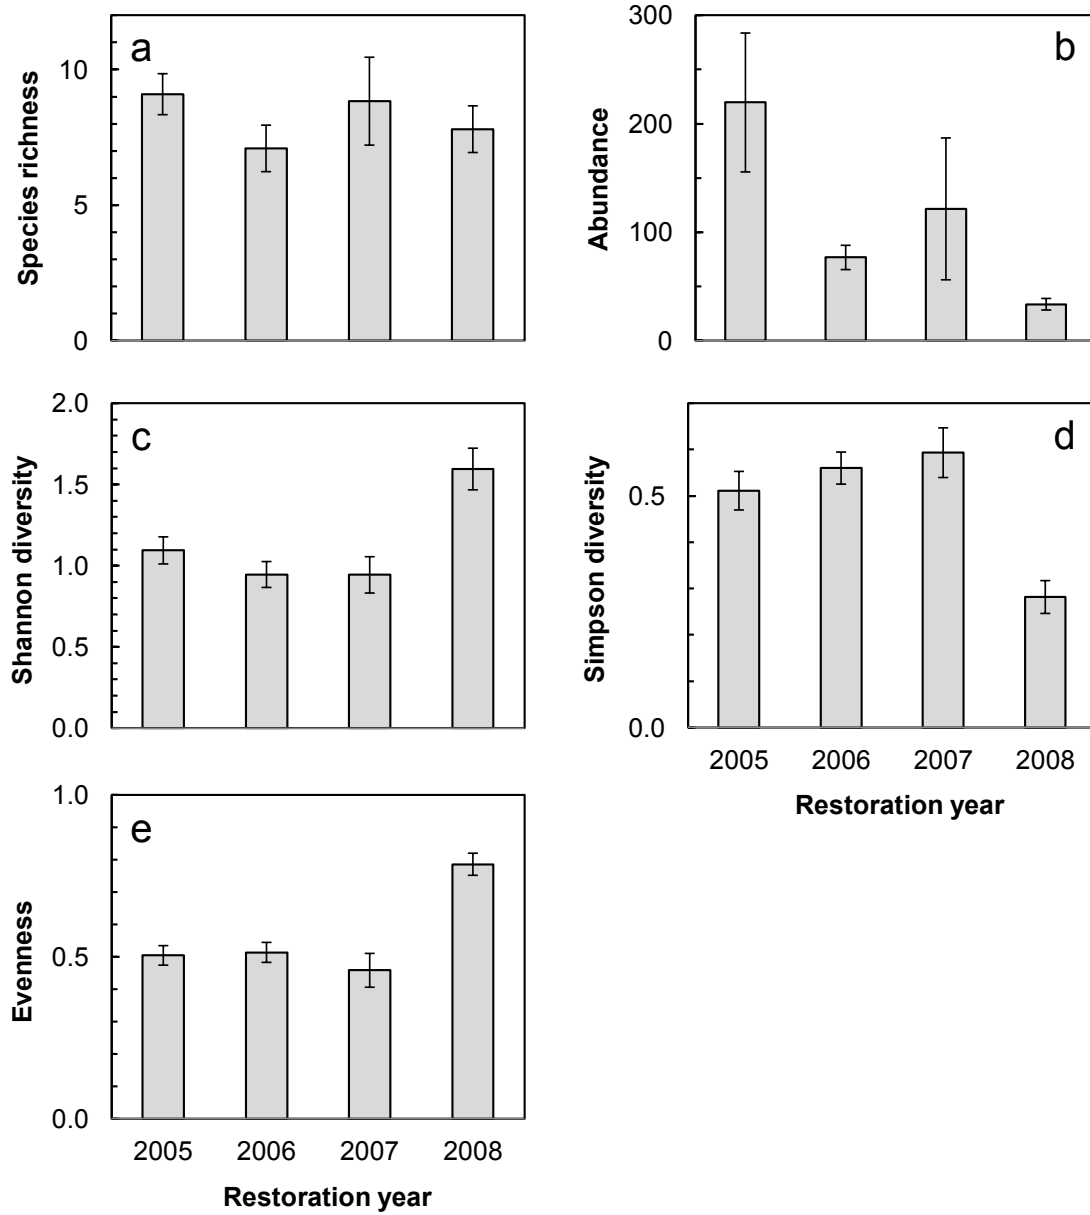 a
Species richness
10
5
0
b
Abundance
300
200
100
0
c
Shannon diversity
2.0
1.5
1.0
0.5
0.0
d
Simpson diversity
0.5
0.0
2005 2006 2007 2008
Restoration year
e
Evenness
1.0
0.5
0.0
2005 2006 2007 2008
Restoration year